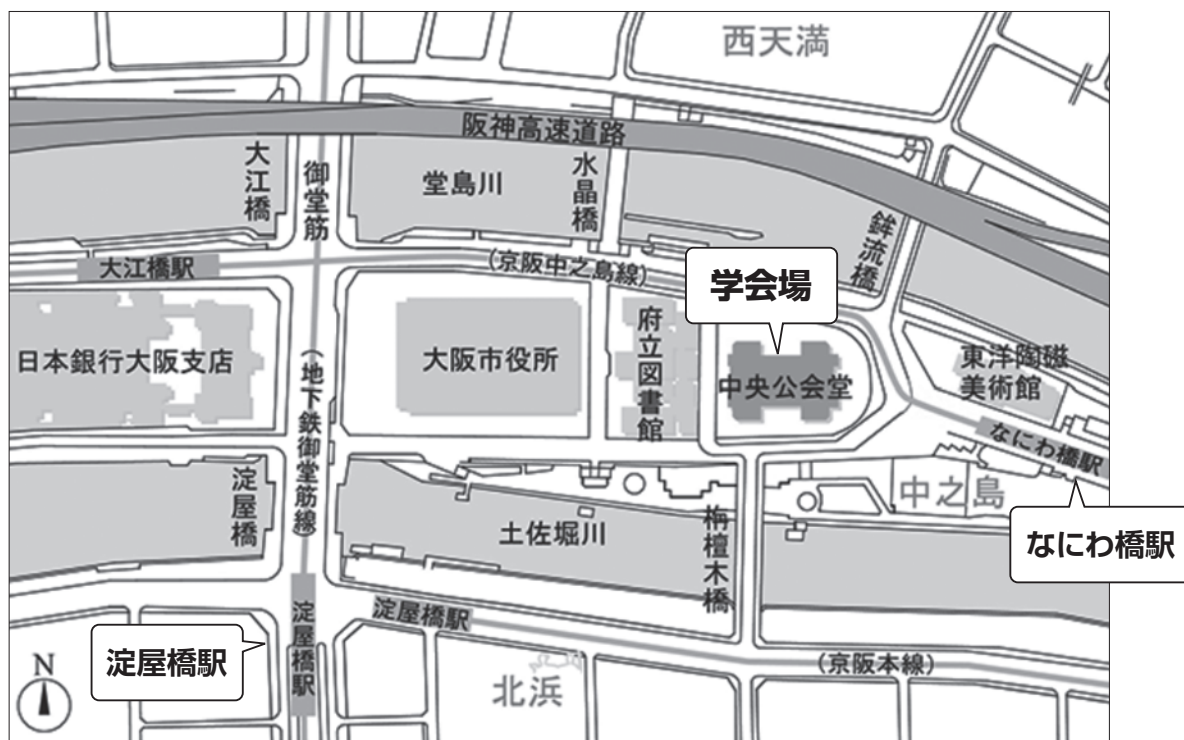 西天満
阪神高速道路
大江橋
御堂筋
堂島川
水晶橋
鉾流橋
大江橋駅
(京阪中之島線)
学会場
日本銀行大阪支店
(地下鉄御堂筋線)
大阪市役所
府立図書館
中央公会堂
東洋陶磁
美術館
なにわ橋駅
中之島
淀屋橋
土佐堀川
栴檀木橋
なにわ橋駅
淀屋橋駅
淀屋橋駅
淀屋橋駅
(京阪本線)
北浜
N